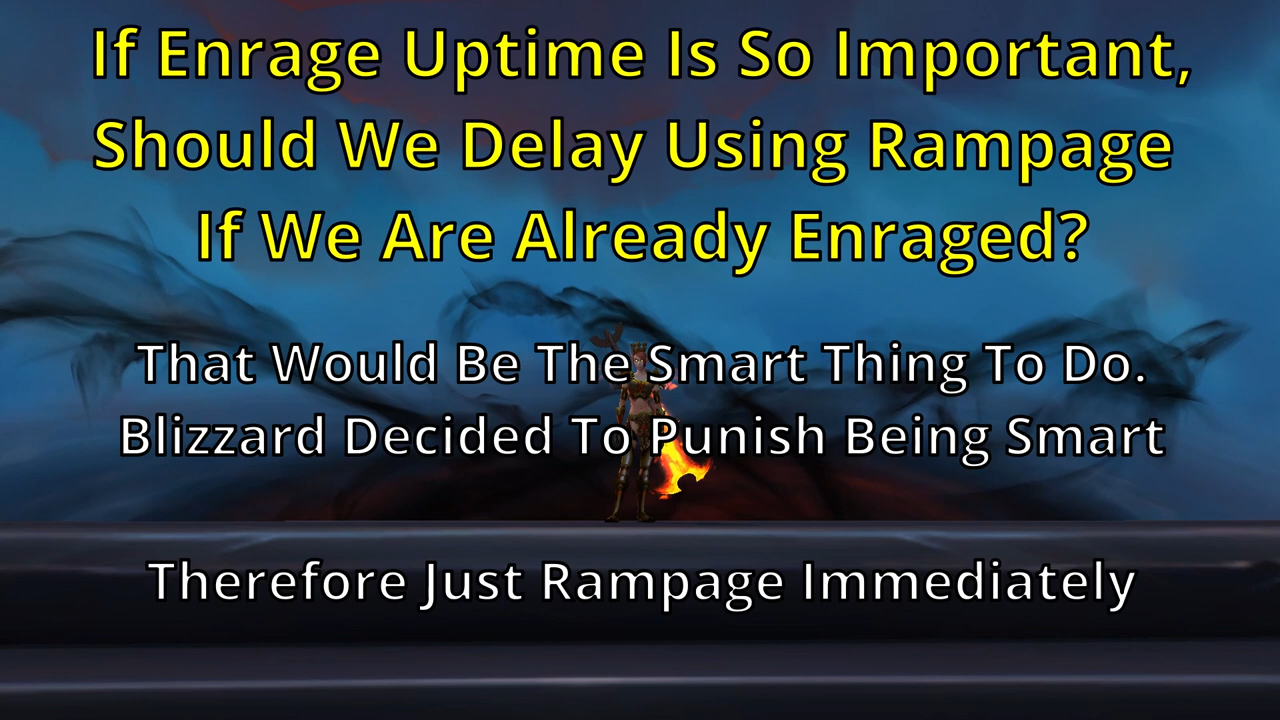 If Enrage Uptime Is So Important,
Should We Delay Using Rampage
If We Are Already Enraged?
That Would Be The Smart Thing To Do.
Blizzard Decided To Punish Being Smart
Therefore Just Rampage Immediately